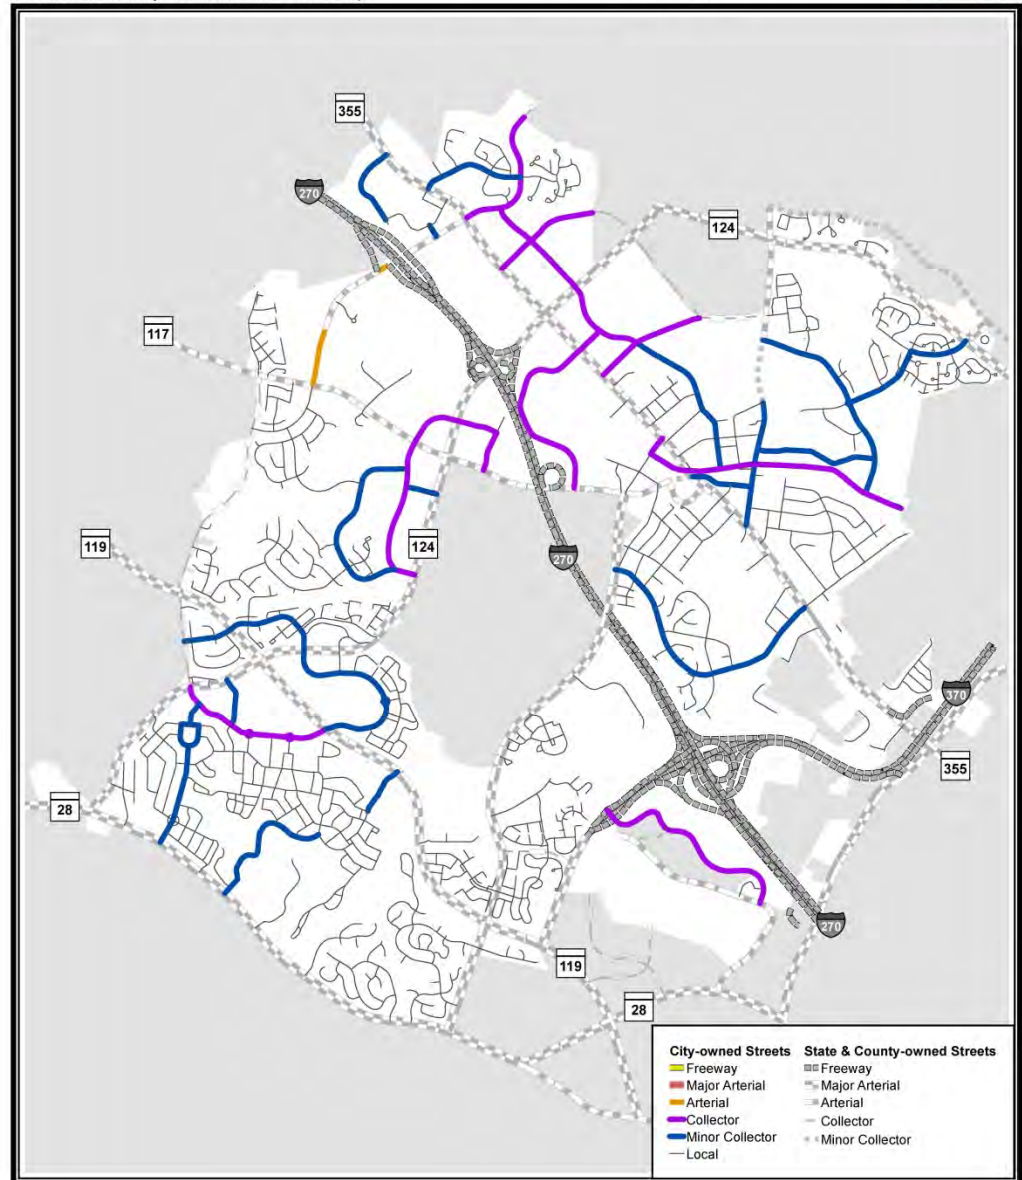 355
270
124
117
119
124
270
370
355
28
270
119
28
City-owned Streets State & County-owned Streets
Freeway Freeway
Major Arterial Major Arterial
Arterial Arterial
Collector Collector
Minor Collector Minor Collector
Local